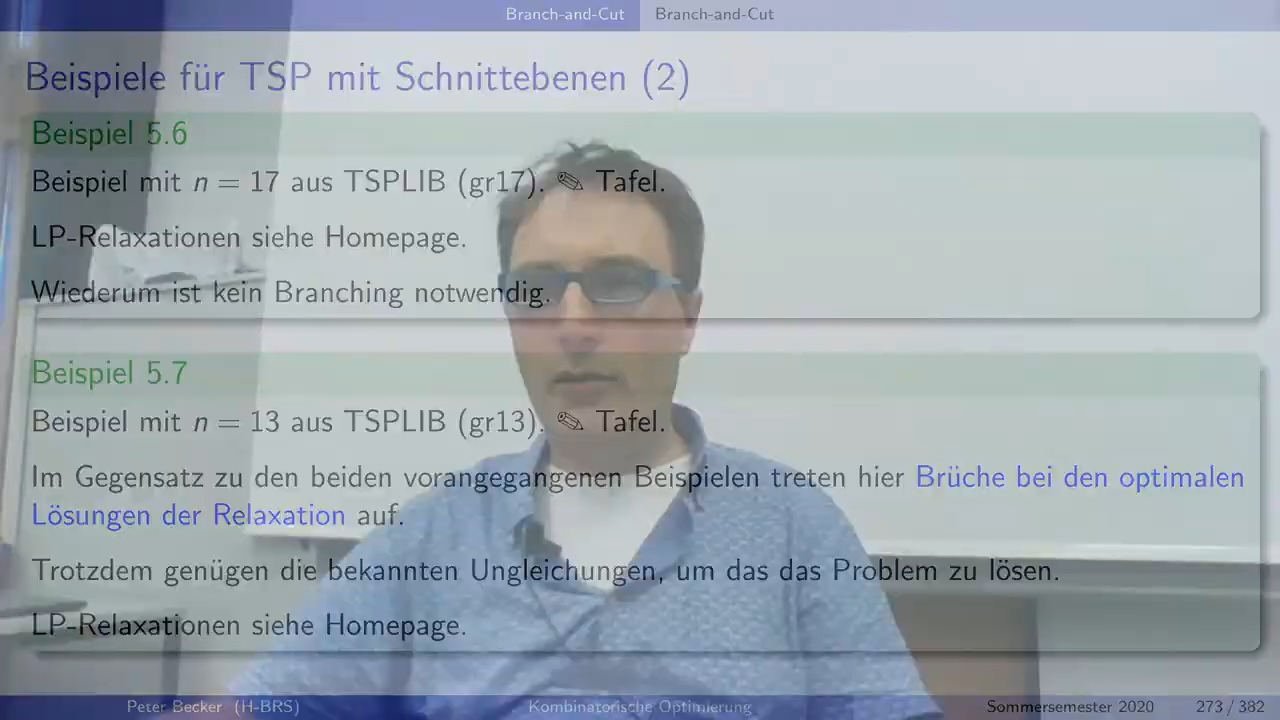 Branch-and-Cut Branch-and-Cut
Beispiele für TSP mit Schnittebenen (2)
Beispiel 5.6
Beispiel mit n = 17 aus TSPLIB (gr17). ✎ Tafel.
LP-Relaxationen siehe Homepage.
Wiederum ist kein Branching notwendig.
Beispiel 5.7
Beispiel mit n = 13 aus TSPLIB (gr13). ✎ Tafel.
Im Gegensatz zu den beiden vorangegangenen Beispielen treten hier Brüche bei den optimalen
Lösungen der Relaxation auf.
Trotzdem genügen die bekannten Ungleichungen, um das das Problem zu lösen.
LP-Relaxationen siehe Homepage.
Peter Becker (H-BRS) Kombinatorische Optimierung Sommersemester 2020 273 / 382